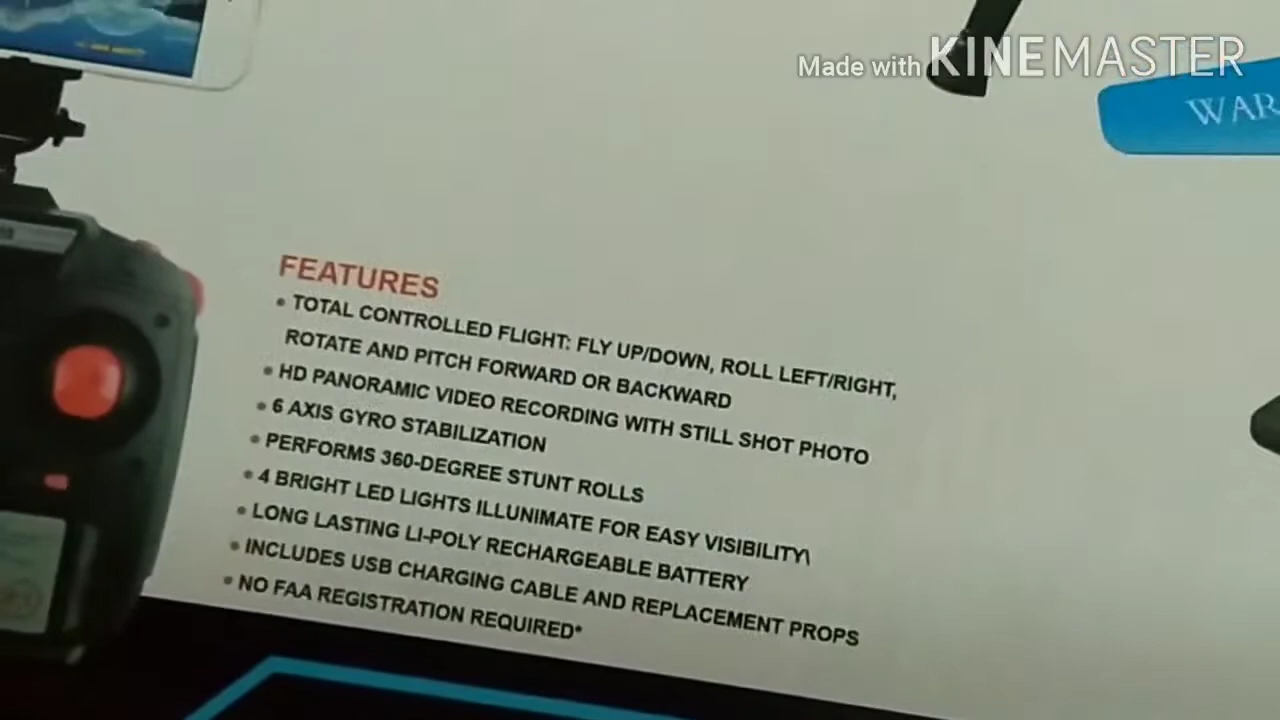 Made with KINEMASTER
WAR
FEATURES
• TOTAL CONTROLLED FLIGHT: FLY UP/DOWN, ROLL LEFT/RIGHT,
ROTATE AND PITCH FORWARD OR BACKWARD
• HD PANORAMIC VIDEO RECORDING WITH STILL SHOT PHOTO
• 6 AXIS GYRO STABILIZATION
• PERFORMS 360-DEGREE STUNT ROLLS
• 4 BRIGHT LED LIGHTS ILLUNIMATE FOR EASY VISIBILITY\
• LONG LASTING LI-POLY RECHARGEABLE BATTERY
• INCLUDES USB CHARGING CABLE AND REPLACEMENT PROPS
• NO FAA REGISTRATION REQUIRED*